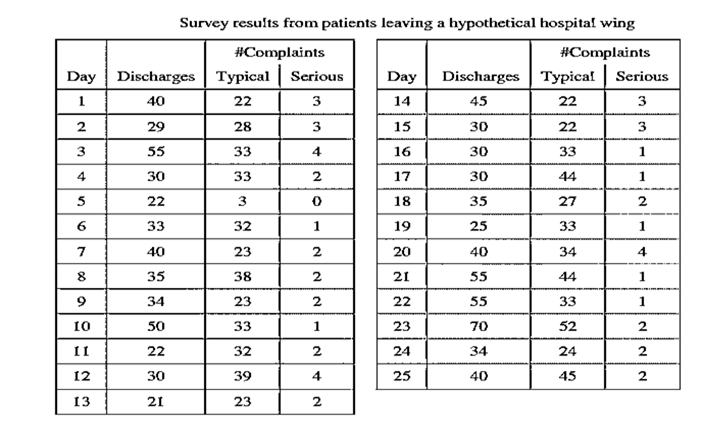 Survey results from patients leaving a hypothetical hospital wing
#Complaints
Day Discharges Typical Serious
1 40 22 3
2 29 28 3
3 55 33 4
4 30 33 2
5 22 3 0
6 33 32 1
7 40 23 2
8 35 38 2
9 34 23 2
10 50 33 1
11 22 32 2
12 30 39 4
13 21 23 2
#Complaints
Day Discharges Typical Serious
14 45 22 3
15 30 22 3
16 30 33 1
17 30 44 1
18 35 27 2
19 25 33 1
20 40 34 4
21 55 44 1
22 55 33 1
23 70 52 2
24 34 24 2
25 40 45 2